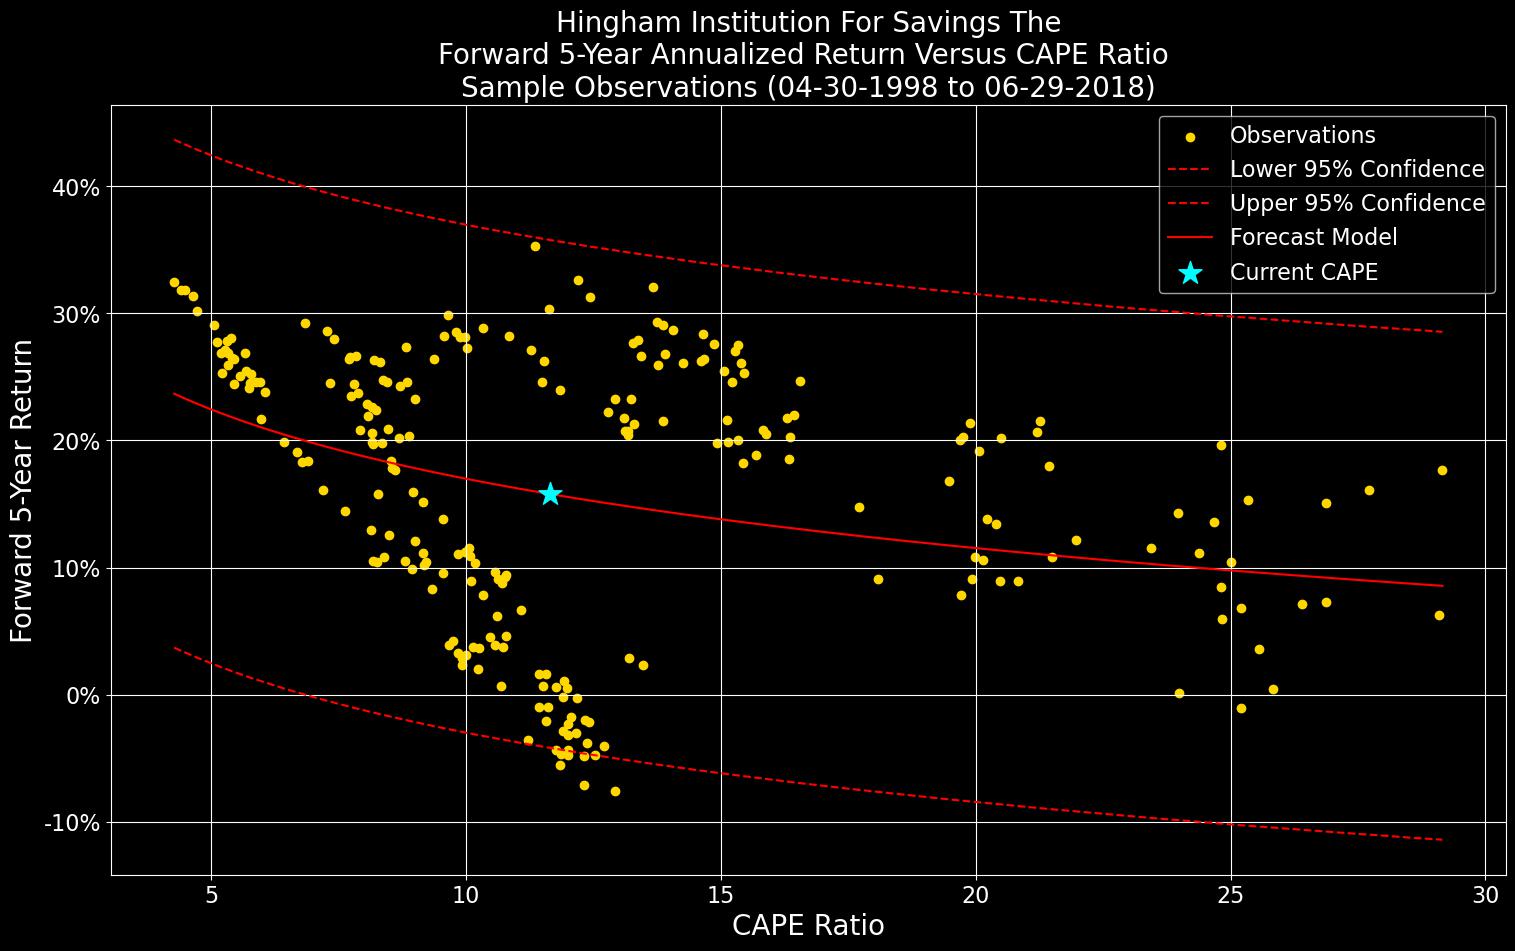 Hingham Institution For Savings The
Forward 5-Year Annualized Return Versus CAPE Ratio
Sample Observations (04-30-1998 to 06-29-2018)
Observations
Lower 95% Confidence
Upper 95% Confidence
Forecast Model
Current CAPE
Forward 5-Year Return
40%
30%
20%
10%
0%
-10%
5 10 15 20 25 30
CAPE Ratio